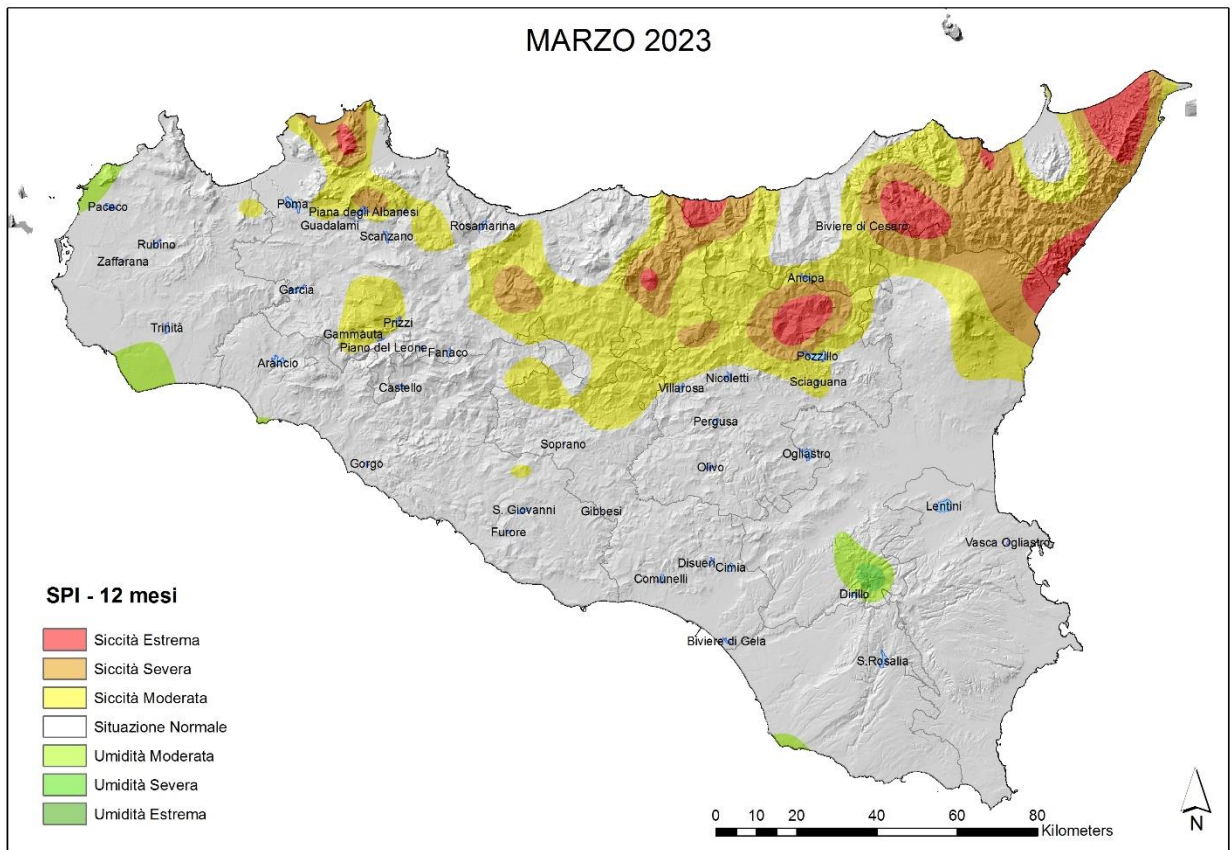 MARZO 2023
Paceco
Poma
Piana degli Albanesi
Guadalami
Scanzano
Rosamarina
Biviere di Cesaro
Rubino
Zaffarana
Garcia
Ancipa
Trinità
Prizzi
Gammauta
Piano del Leone
Fanaco
Arancio
Castello
Pozzillo
Nicoletti
Villarosa
Sciaguana
Pergusa
Soprano
Ogliastro
Gorgo
Olivo
S. Giovanni
Gibbesi
Furore
Lentini
Vasca Ogliastro
Disueri
Cimia
Comunelli
Dirillo
Biviere di Gela
S.Rosalia
SPI - 12 mesi
Siccità Estrema
Siccità Severa
Siccità Moderata
Situazione Normale
Umidità Moderata
Umidità Severa
Umidità Estrema
0 10 20 40 60 80
Kilometers
N